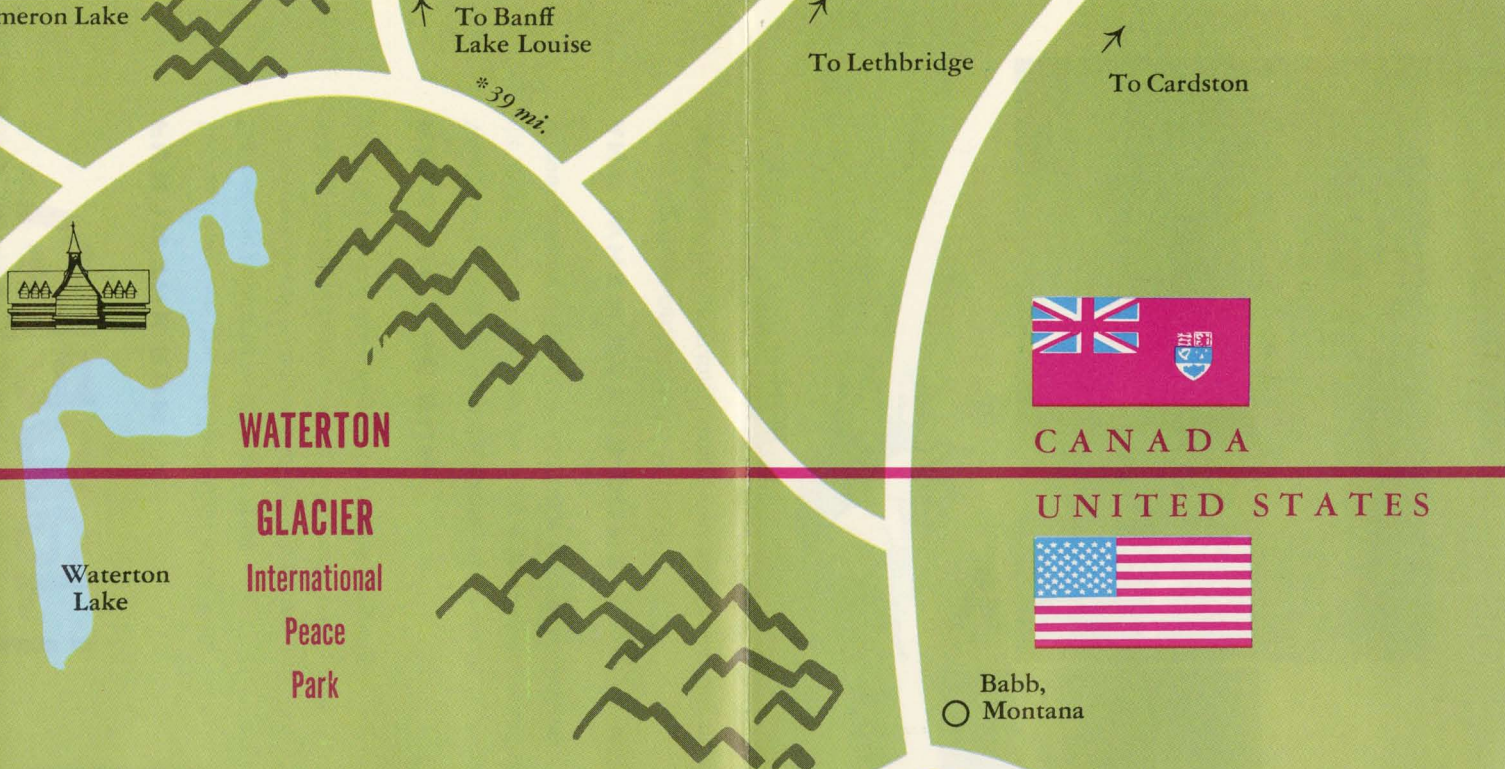 meron Lake
To Banff
Lake Louise
*39 mi.
To Lethbridge
To Cardston
WATERTON
CANADA
GLACIER
UNITED STATES
International
Peace
Park
Waterton
Lake
Babb,
Montana